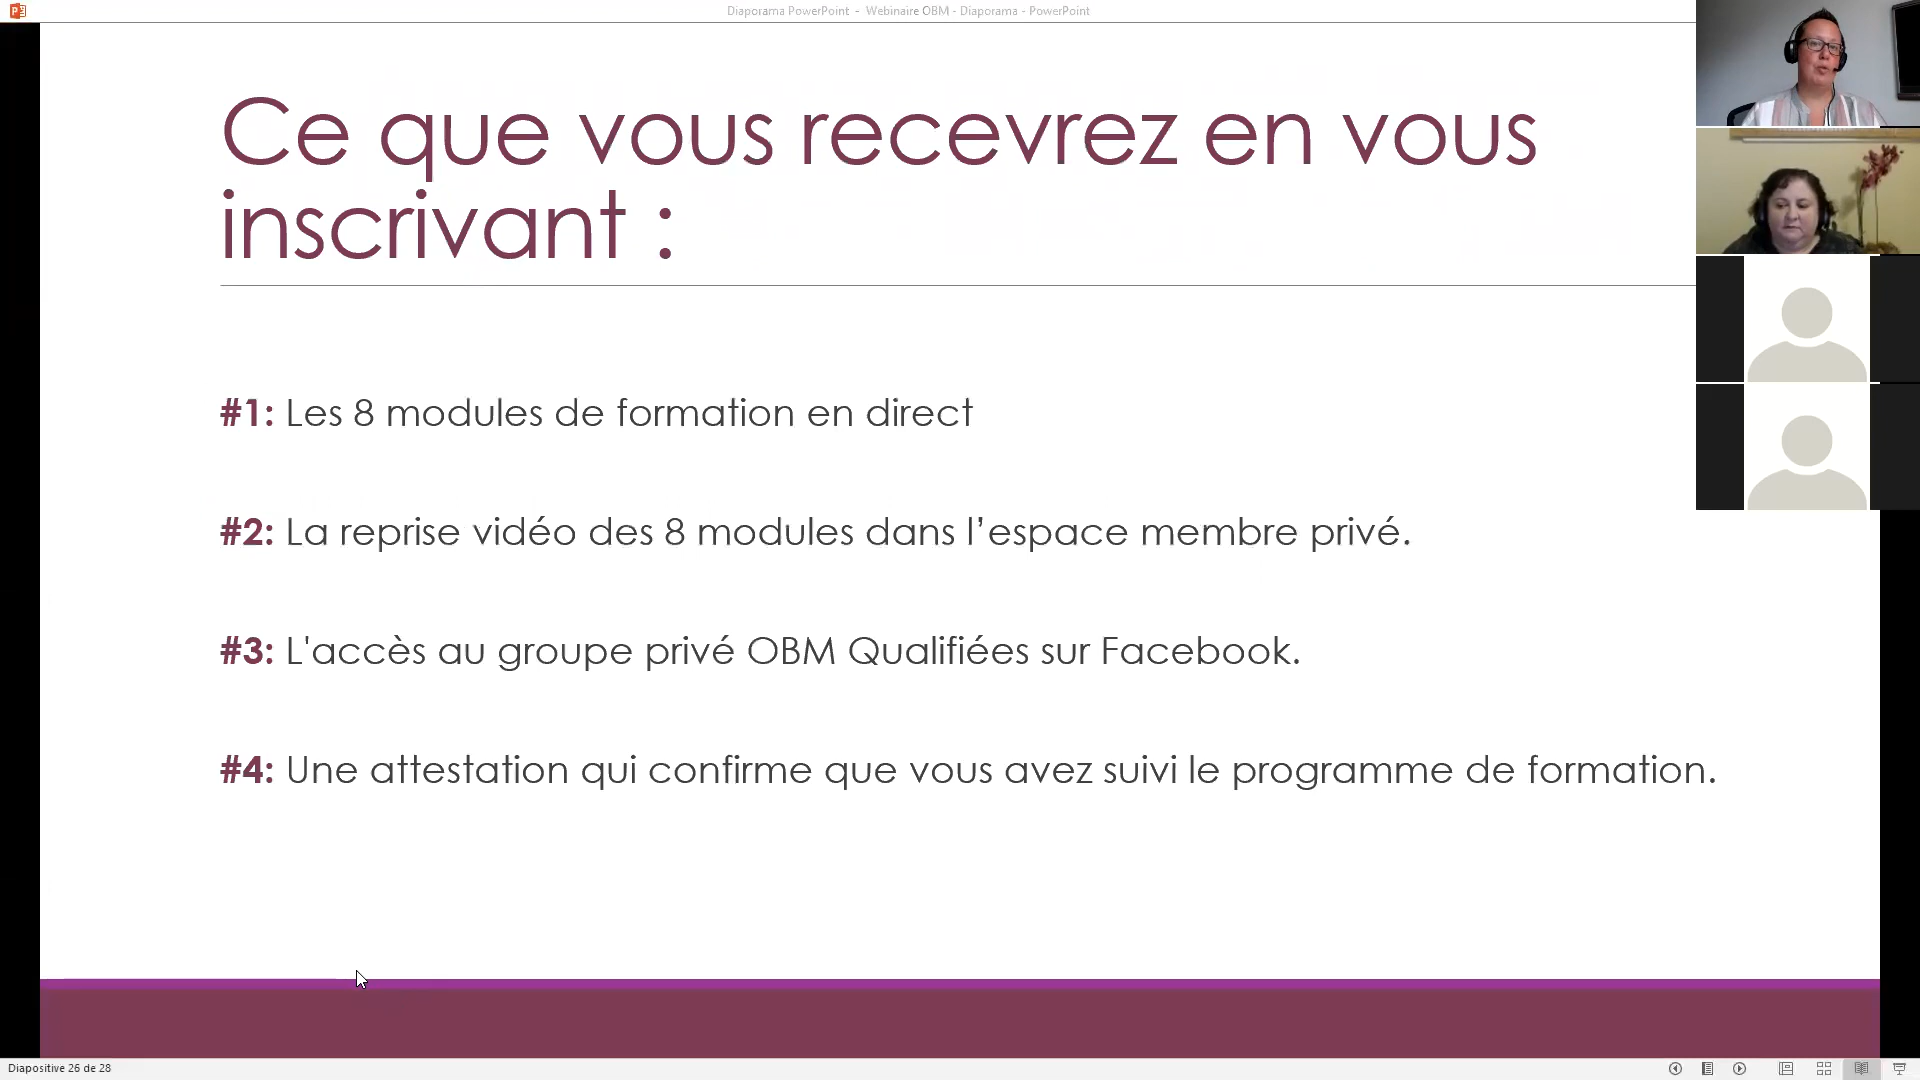 Diaporama PowerPoint - Webinaire OBM - Diaporama - PowerPoint
Ce que vous recevrez en vous
inscrivant :
#1: Les 8 modules de formation en direct
#2: La reprise vidéo des 8 modules dans l’espace membre privé.
#3: L'accès au groupe privé OBM Qualifiées sur Facebook.
#4: Une attestation qui confirme que vous avez suivi le programme de formation.
Diapositive 26 de 28